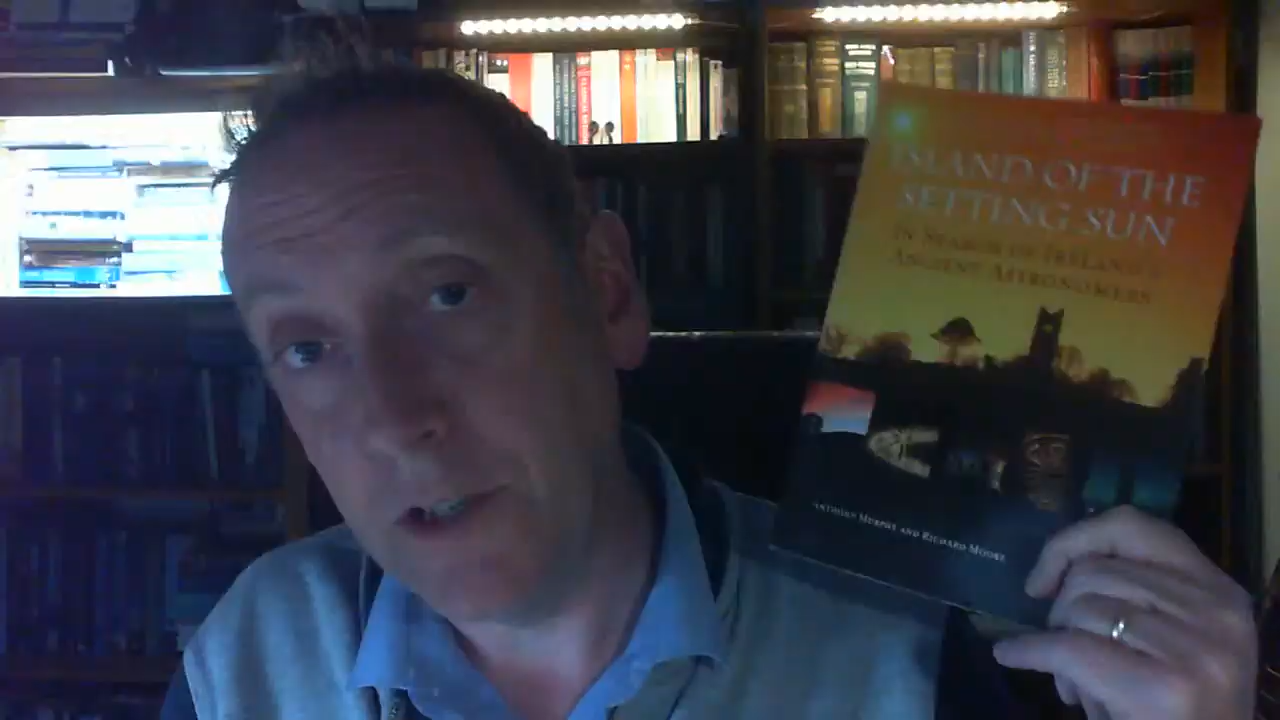 ISLAND OF THE
SETTING SUN
IN SEARCH OF IRELAND'S
ANCIENT ASTRONOMERS
ANTHONY MURPHY AND RICHARD MOORE